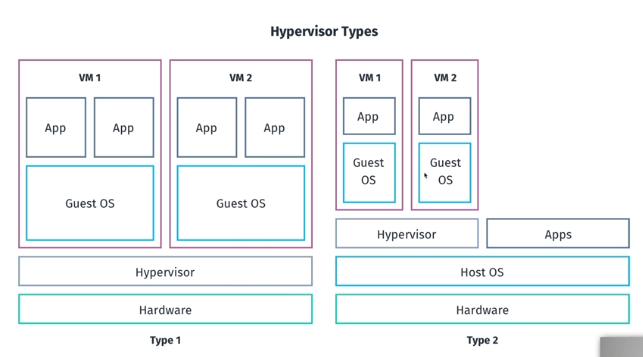 Hypervisor Types
VM 1
VM 2
App
App
App
App
Guest OS
Guest OS
Hypervisor
Hardware
Type 1
VM 1
VM 2
App
App
Guest
OS
Guest
OS
Hypervisor
Apps
Host OS
Hardware
Type 2